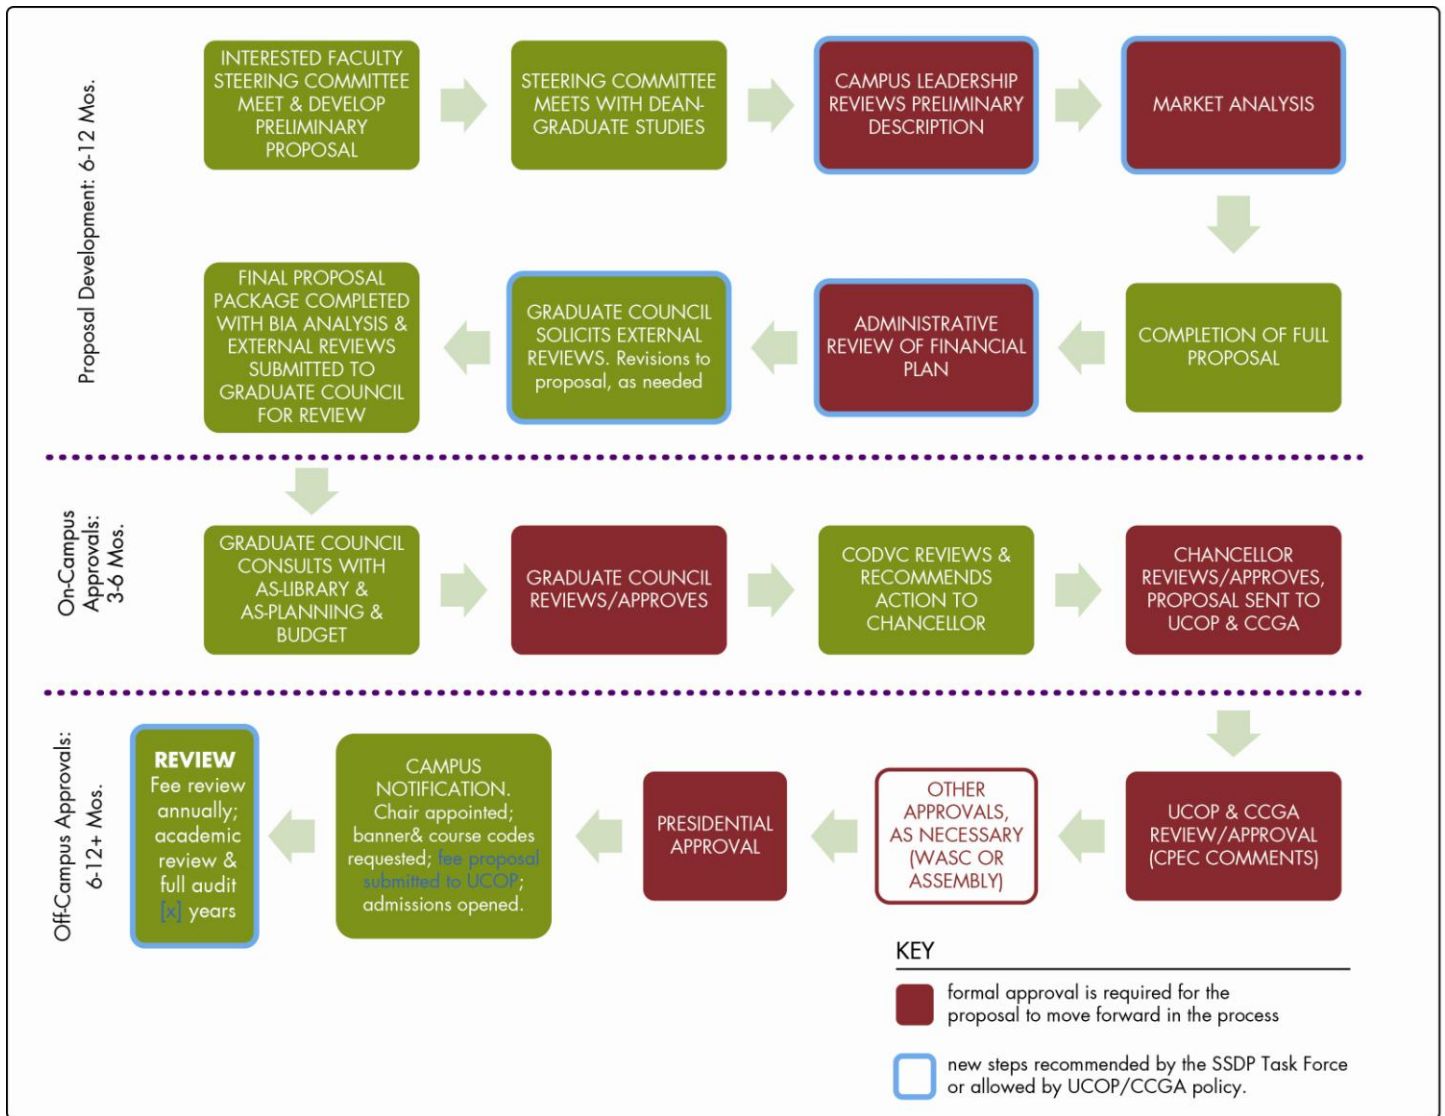 Proposal Development: 6-12 Mos.
INTERESTED FACULTY
STEERING COMMITTEE
MEET & DEVELOP
PRELIMINARY
PROPOSAL
STEERING COMMITTEE
MEETS WITH DEAN-
GRADUATE STUDIES
CAMPUS LEADERSHIP
REVIEWS PRELIMINARY
DESCRIPTION
MARKET ANALYSIS
COMPLETION OF FULL
PROPOSAL
ADMINISTRATIVE
REVIEW OF FINANCIAL
PLAN
GRADUATE COUNCIL
SOLICITS EXTERNAL
REVIEWS. Revisions to
proposal, as needed
FINAL PROPOSAL
PACKAGE COMPLETED
WITH BIA ANALYSIS &
EXTERNAL REVIEWS
SUBMITTED TO
GRADUATE COUNCIL
FOR REVIEW
On-Campus
Approvals:
3-6 Mos.
GRADUATE COUNCIL
CONSULTS WITH
AS-LIBRARY &
AS-PLANNING &
BUDGET
GRADUATE COUNCIL
REVIEWS/APPROVES
CODVC REVIEWS &
RECOMMENDS
ACTION TO
CHANCELLOR
CHANCELLOR
REVIEWS/APPROVES,
PROPOSAL SENT TO
UCOP & CCGA
Off-Campus Approvals:
6-12+ Mos.
UCOP & CCGA
REVIEW/APPROVAL
(CPEC COMMENTS)
OTHER
APPROVALS,
AS NECESSARY
(WASC OR
ASSEMBLY)
PRESIDENTIAL
APPROVAL
CAMPUS
NOTIFICATION.
Chair appointed;
banner& course codes
requested; fee proposal
submitted to UCOP;
admissions opened.
REVIEW
Fee review
annually;
academic
review &
full audit
[x] years
KEY
formal approval is required for the
proposal to move forward in the process
new steps recommended by the SSDP Task Force
or allowed by UCOP/CCGA policy.